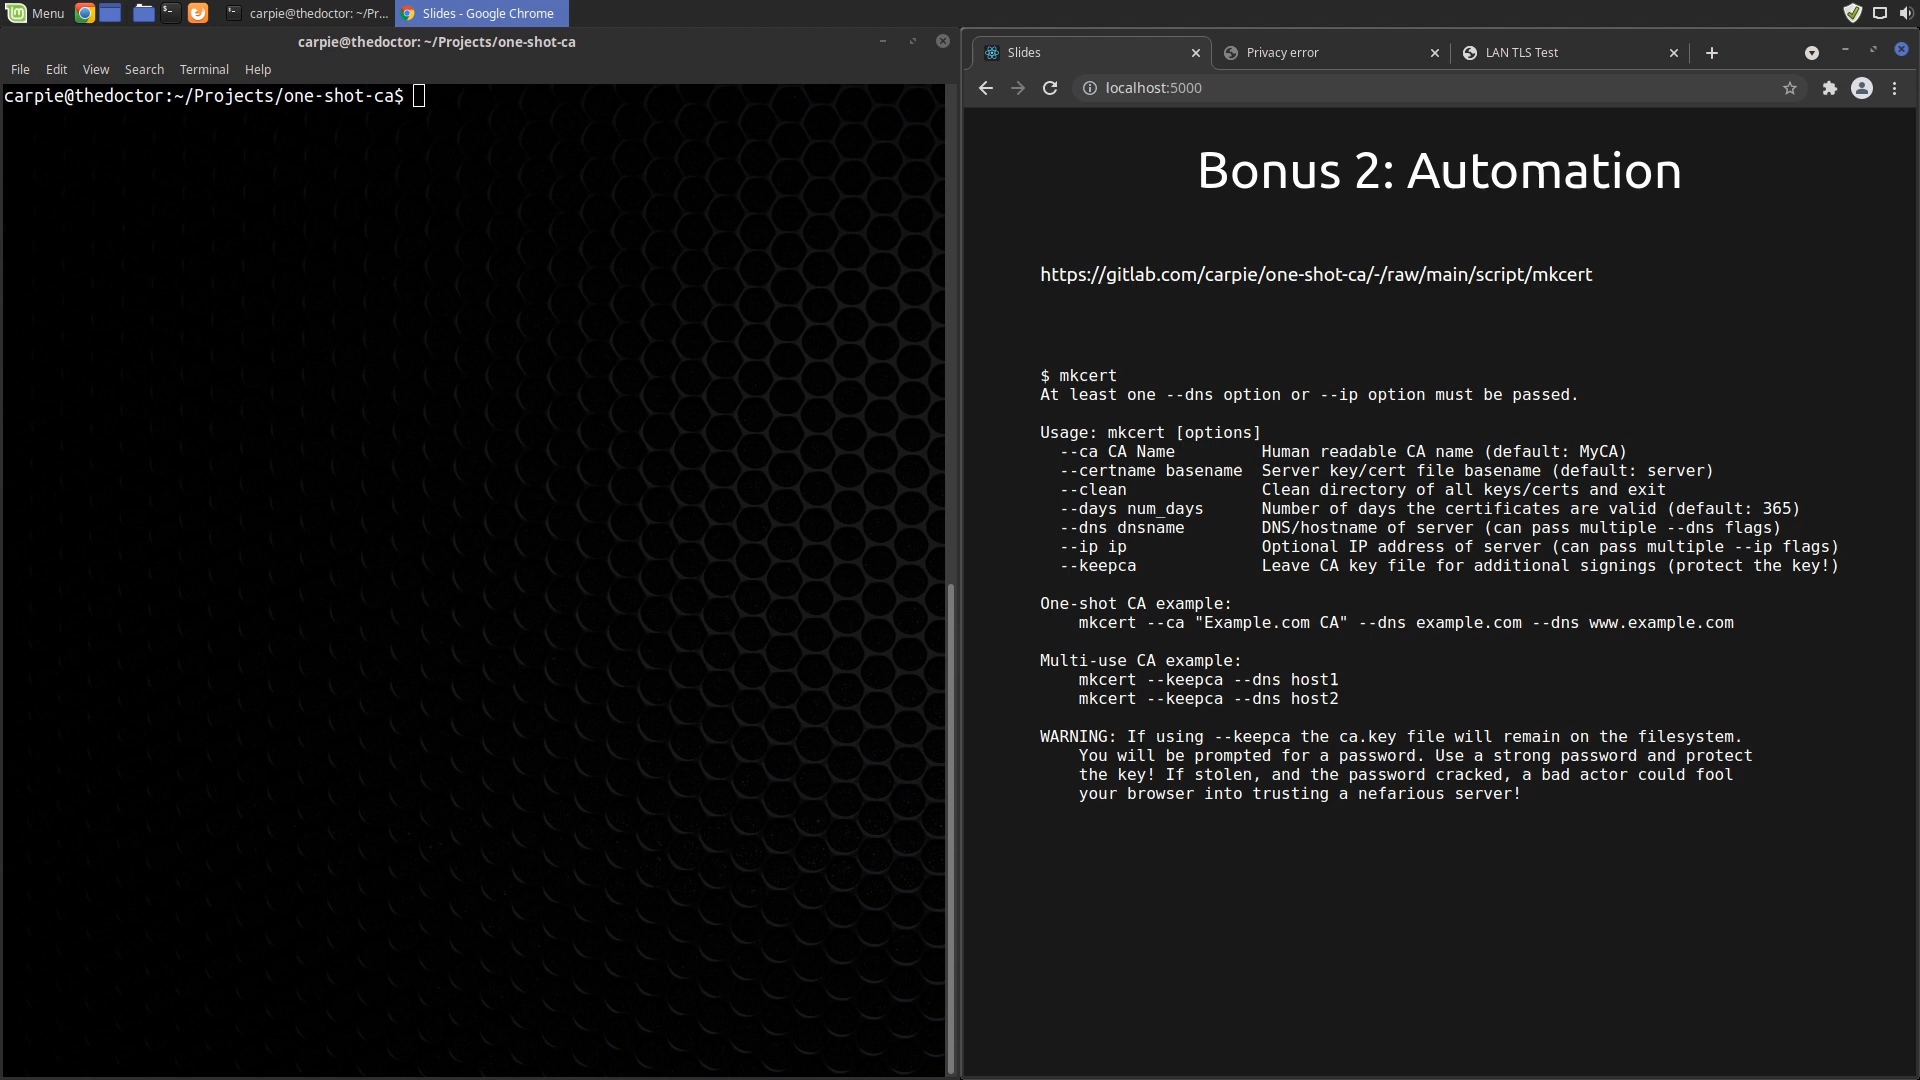 Menu
carpie@thedoctor: ~/Pr...
Slides - Google Chrome
carpie@thedoctor: ~/Projects/one-shot-ca
File Edit View Search Terminal Help
carpie@thedoctor:~/Projects/one-shot-ca$
Slides
Privacy error
LAN TLS Test
localhost:5000
Bonus 2: Automation
https://gitlab.com/carpie/one-shot-ca/-/raw/main/script/mkcert
$ mkcert
At least one --dns option or --ip option must be passed.
Usage: mkcert [options]
--ca CA Name Human readable CA name (default: MyCA)
--certname basename Server key/cert file basename (default: server)
--clean Clean directory of all keys/certs and exit
--days num_days Number of days the certificates are valid (default: 365)
--dns dnsname DNS/hostname of server (can pass multiple --dns flags)
--ip ip Optional IP address of server (can pass multiple --ip flags)
--keepca Leave CA key file for additional signings (protect the key!)
One-shot CA example:
mkcert --ca "Example.com CA" --dns example.com --dns www.example.com
Multi-use CA example:
mkcert --keepca --dns host1
mkcert --keepca --dns host2
WARNING: If using --keepca the ca.key file will remain on the filesystem.
You will be prompted for a password. Use a strong password and protect
the key! If stolen, and the password cracked, a bad actor could fool
your browser into trusting a nefarious server!